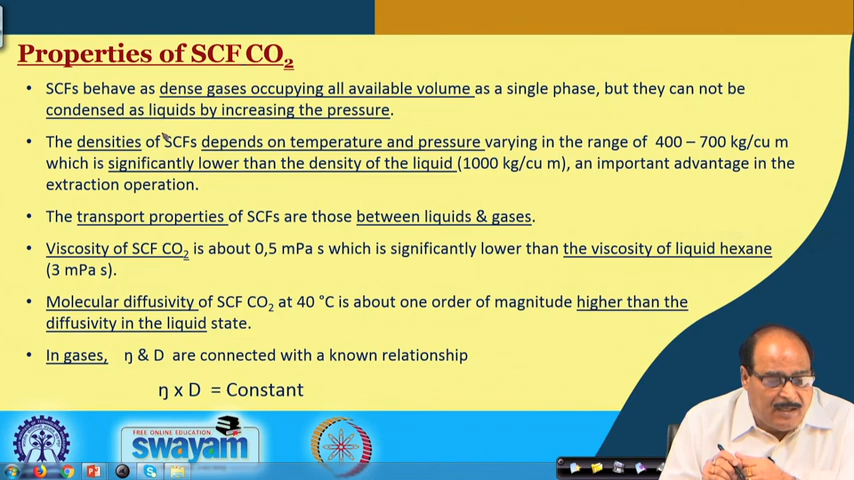 Properties of SCF CO2
• SCFs behave as dense gases occupying all available volume as a single phase, but they can not be
condensed as liquids by increasing the pressure.
• The densities of SCFs depends on temperature and pressure varying in the range of 400 – 700 kg/cu m
which is significantly lower than the density of the liquid (1000 kg/cu m), an important advantage in the
extraction operation.
• The transport properties of SCFs are those between liquids & gases.
• Viscosity of SCF CO2 is about 0,5 mPa s which is significantly lower than the viscosity of liquid hexane
(3 mPa s).
• Molecular diffusivity of SCF CO2 at 40 °C is about one order of magnitude higher than the
diffusivity in the liquid state.
• In gases, ŋ & D are connected with a known relationship
ŋ x D = Constant
FREE ONLINE EDUCATION
swayam